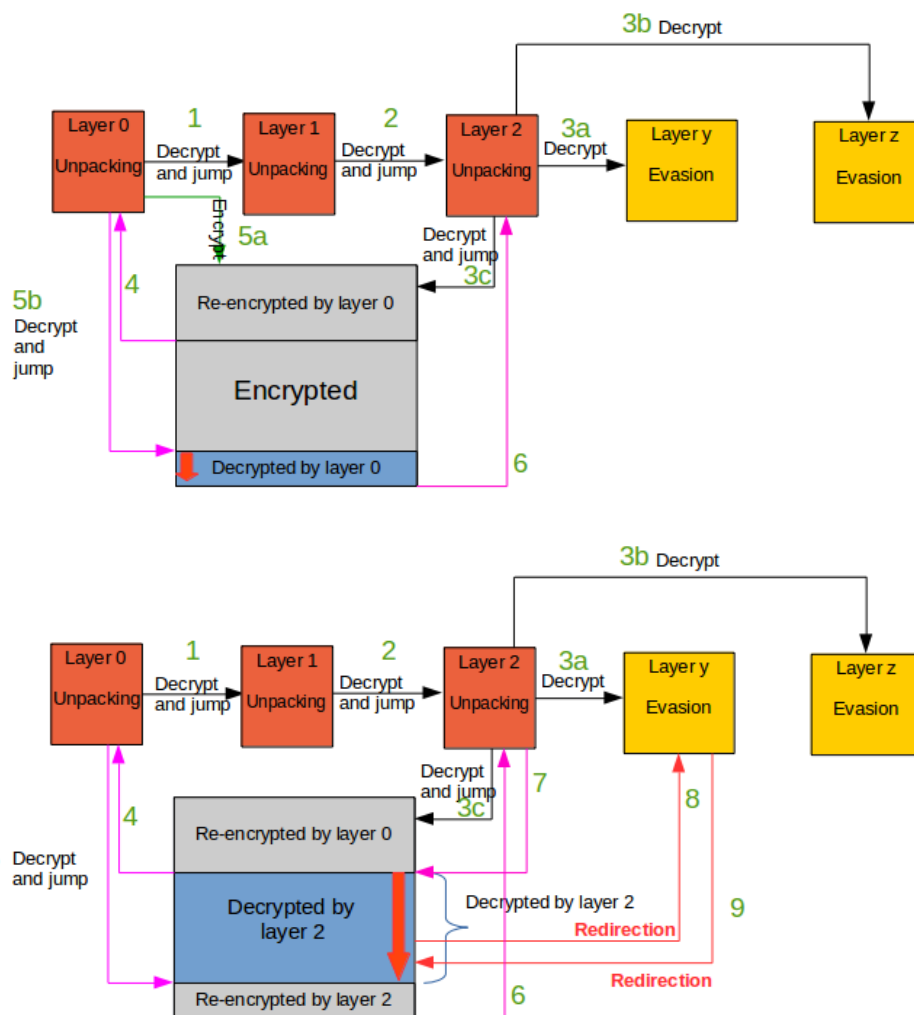 3b Decrypt
Layer 0
Unpacking
1
Decrypt
and jump
Layer 1
Unpacking
2
Decrypt
and jump
Layer 2
Unpacking
3a
Decrypt
Layer y
Evasion
Layer z
Evasion
Encrypt
5a
Decrypt
and jump
3c
5b
Decrypt
and
jump
4
Re-encrypted by layer 0
Encrypted
Decrypted by layer 0
6
3b Decrypt
Layer 0
Unpacking
1
Decrypt
and jump
Layer 1
Unpacking
2
Decrypt
and jump
Layer 2
Unpacking
3a
Decrypt
Layer y
Evasion
Layer z
Evasion
Decrypt
and jump
3c
7
8
4
Re-encrypted by layer 0
Decrypt
and jump
Decrypted by
layer 2
Decrypted by layer 2
9
Redirection
Redirection
Re-encrypted by layer 2
6